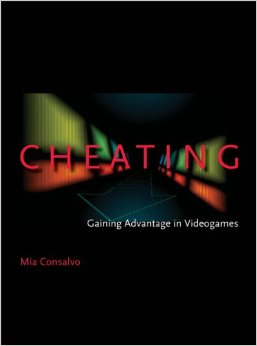 CHEATING
Gaining Advantage in Videogames
Mia Consalvo